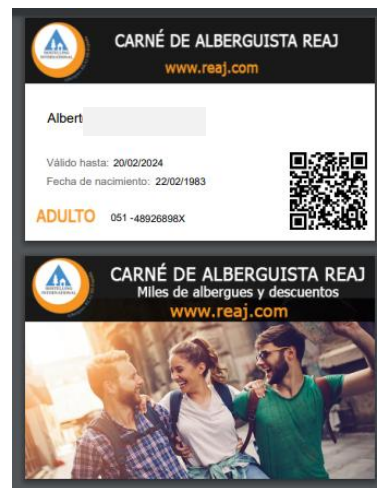 CARNÉ DE ALBERGUISTA REAJ
www.reaj.com
Albert
Válido hasta: 20/02/2024
Fecha de nacimiento: 22/02/1983
ADULTO 051 -48926898X
CARNÉ DE ALBERGUISTA REAJ
Miles de albergues y descuentos
www.reaj.com